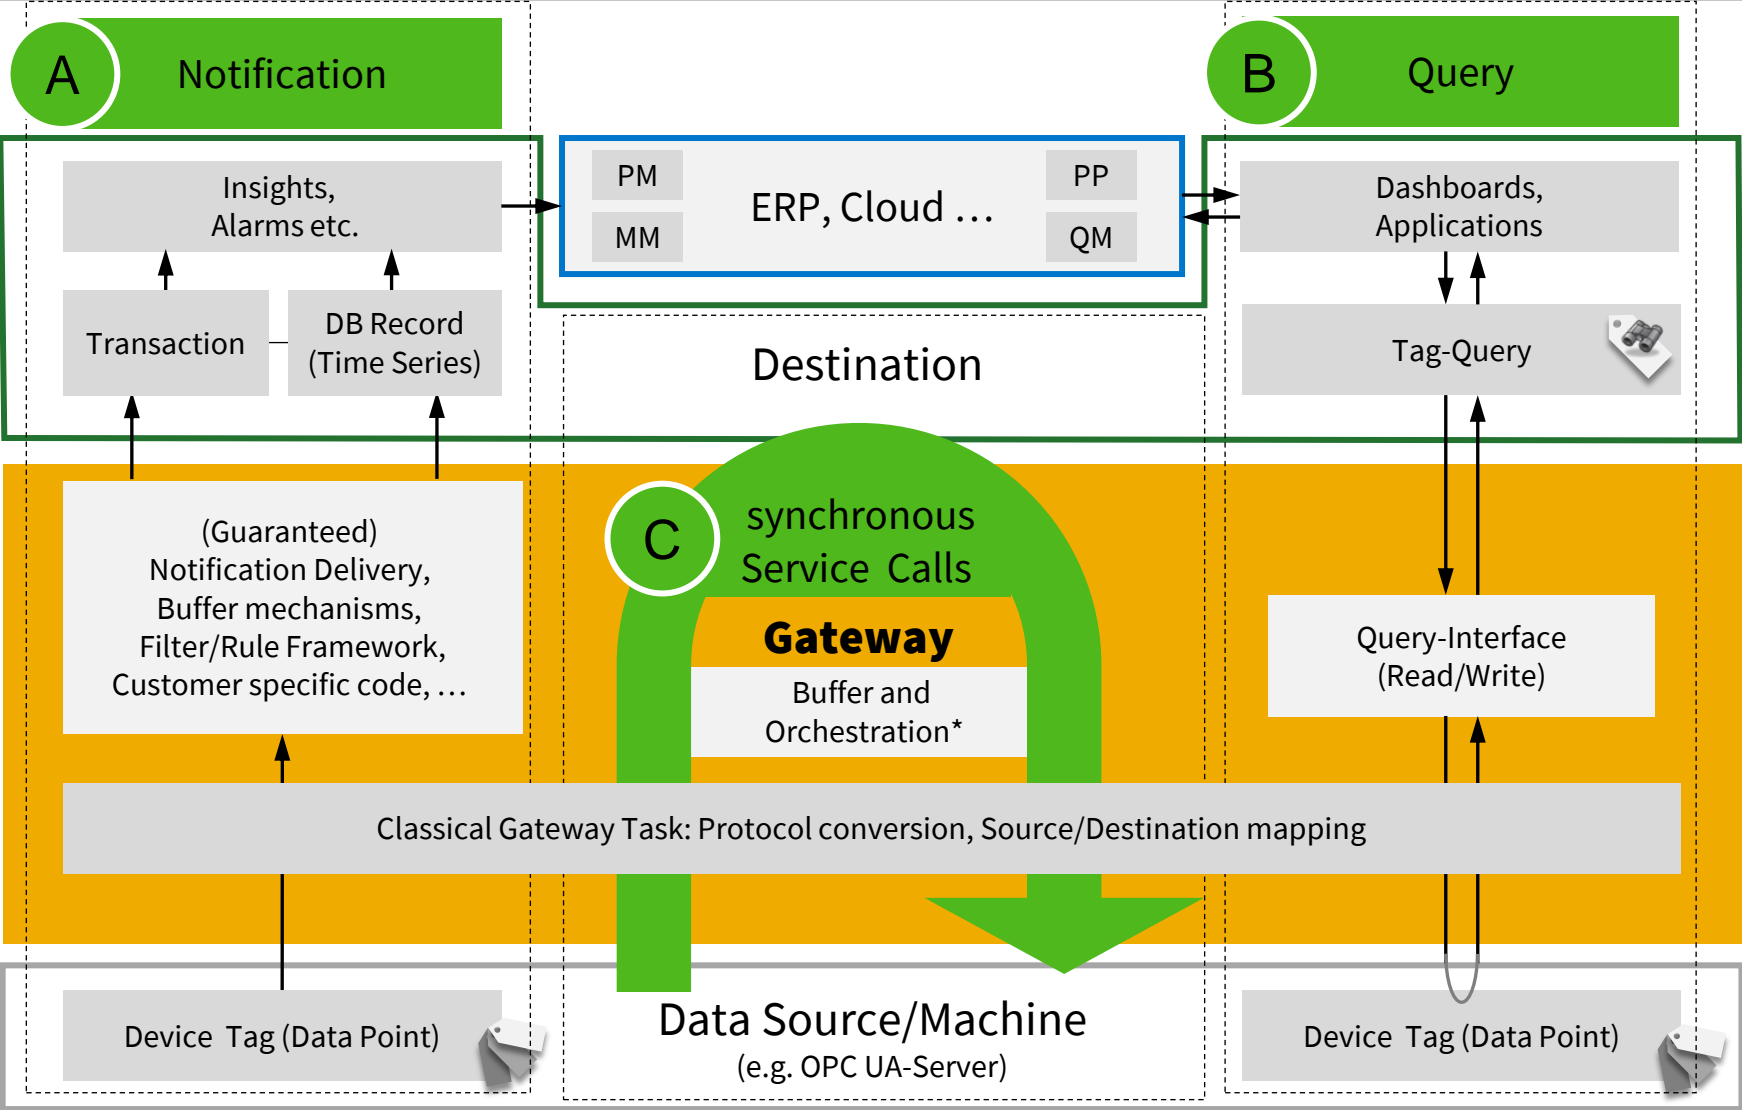 A
Notification
B
Query
Insights,
Alarms etc.
PM
MM
ERP, Cloud …
PP
QM
Dashboards,
Applications
Transaction
DB Record
(Time Series)
Destination
Tag-Query
(Guaranteed)
Notification Delivery,
Buffer mechanisms,
Filter/Rule Framework,
Customer specific code, …
C
synchronous
Service Calls
Gateway
Buffer and
Orchestration*
Query-Interface
(Read/Write)
Classical Gateway Task: Protocol conversion, Source/Destination mapping
Device Tag (Data Point)
Data Source/Machine
(e.g. OPC UA-Server)
Device Tag (Data Point)